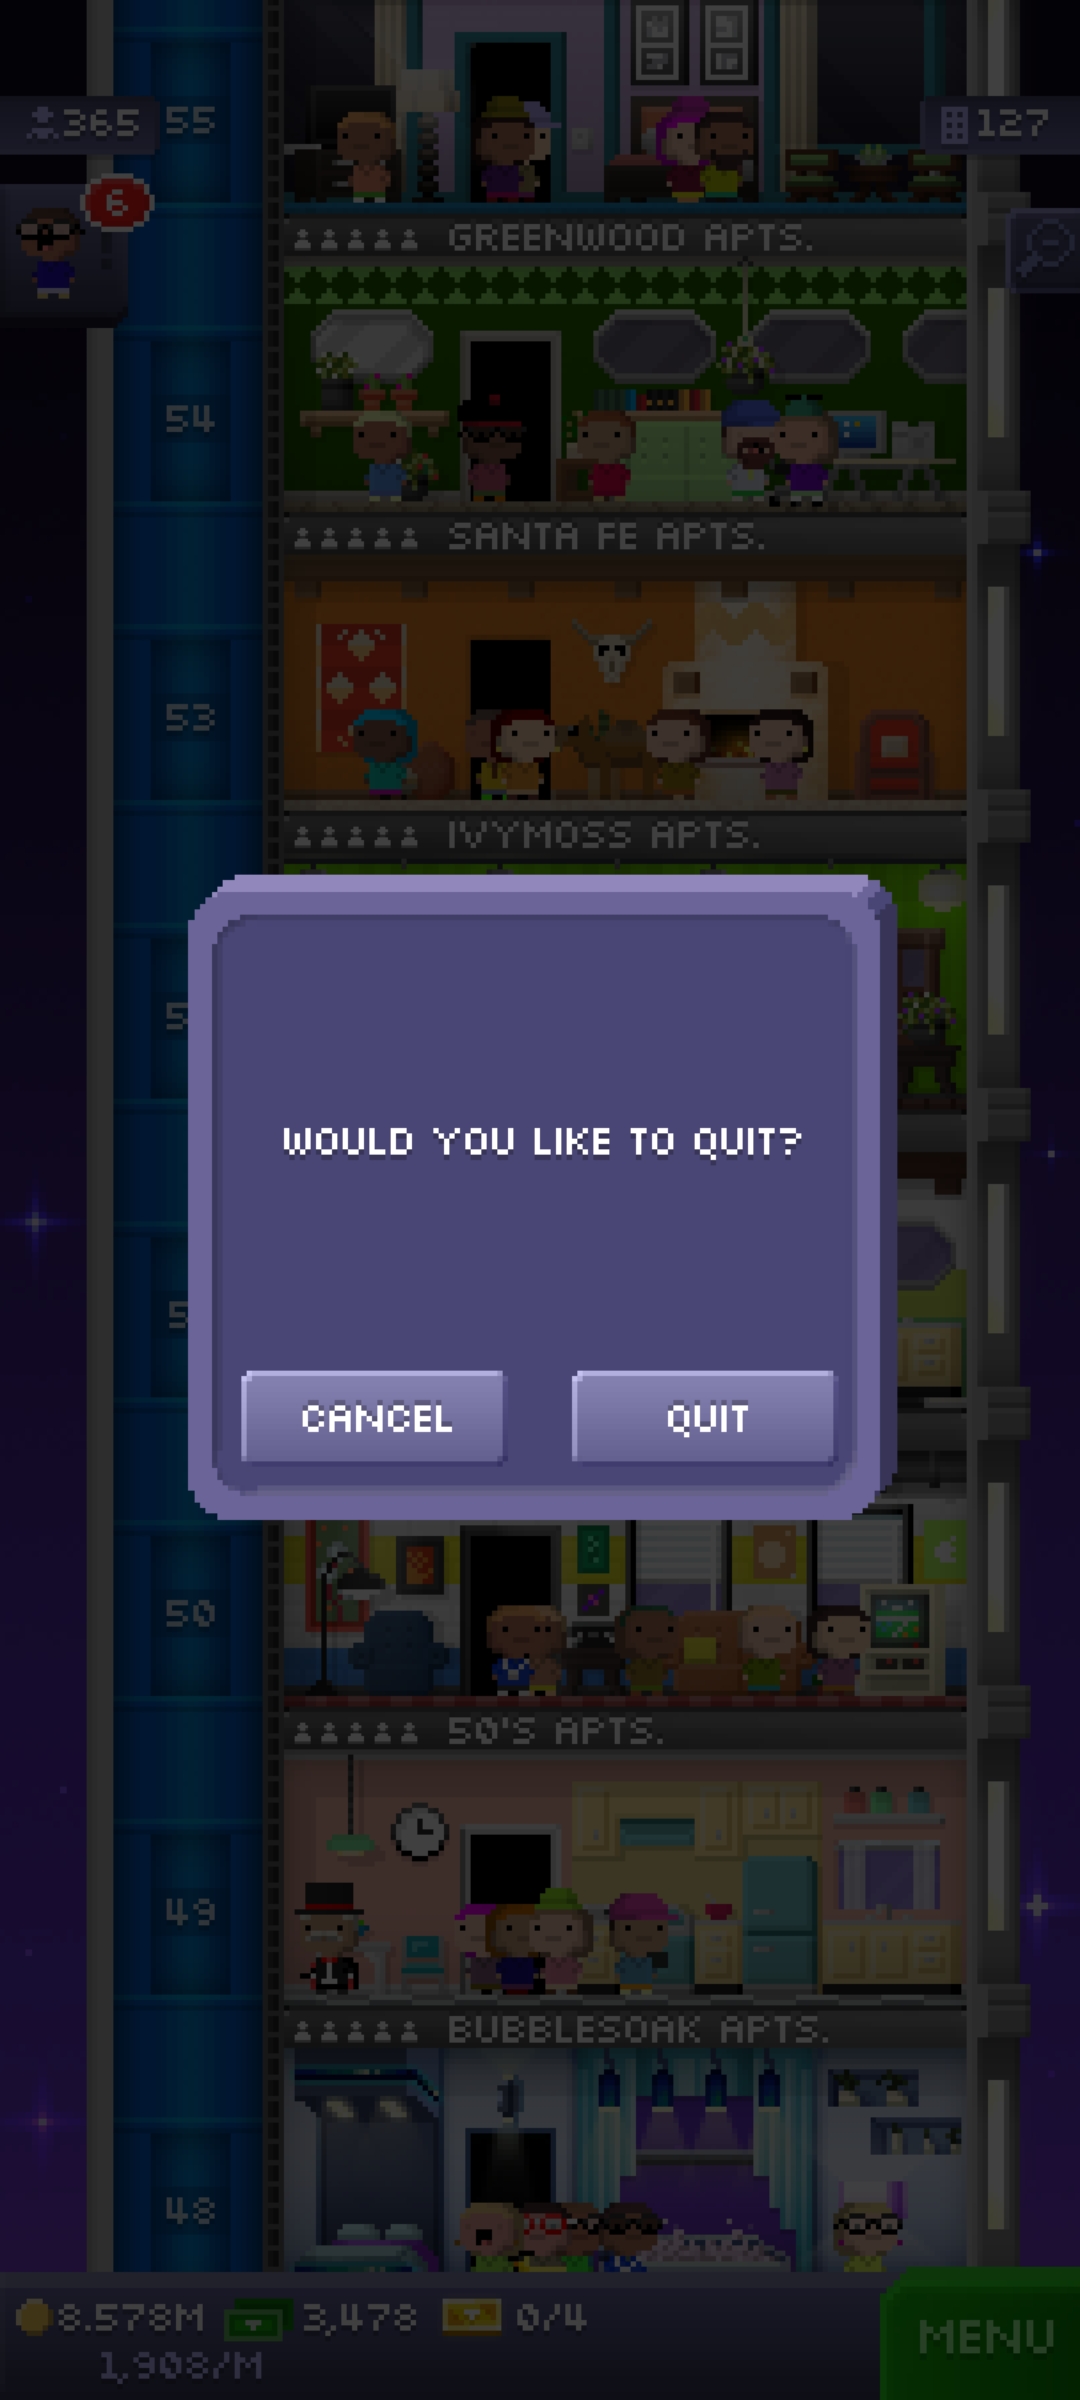 365
55
127
6
GREENWOOD APTS.
54
SANTA FE APTS.
53
IVYMOSS APTS.
WOULD YOU LIKE TO QUIT?
CANCEL
QUIT
50
50'S APTS.
49
BUBBLESOAK APTS.
48
8.578M
3,478
0/4
MENU
1,908/M